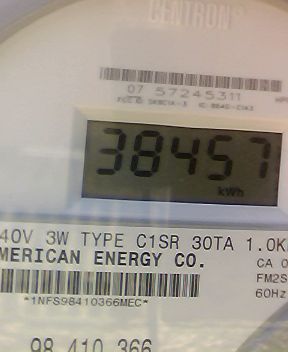 CENTRON
07 57245311
38457
kWh
40V 3W TYPE C1SR 30TA 1.0K
MERICAN ENERGY CO.
CA 0
FM2S
60Hz
*1NFS98410366MEC*
98 410 366